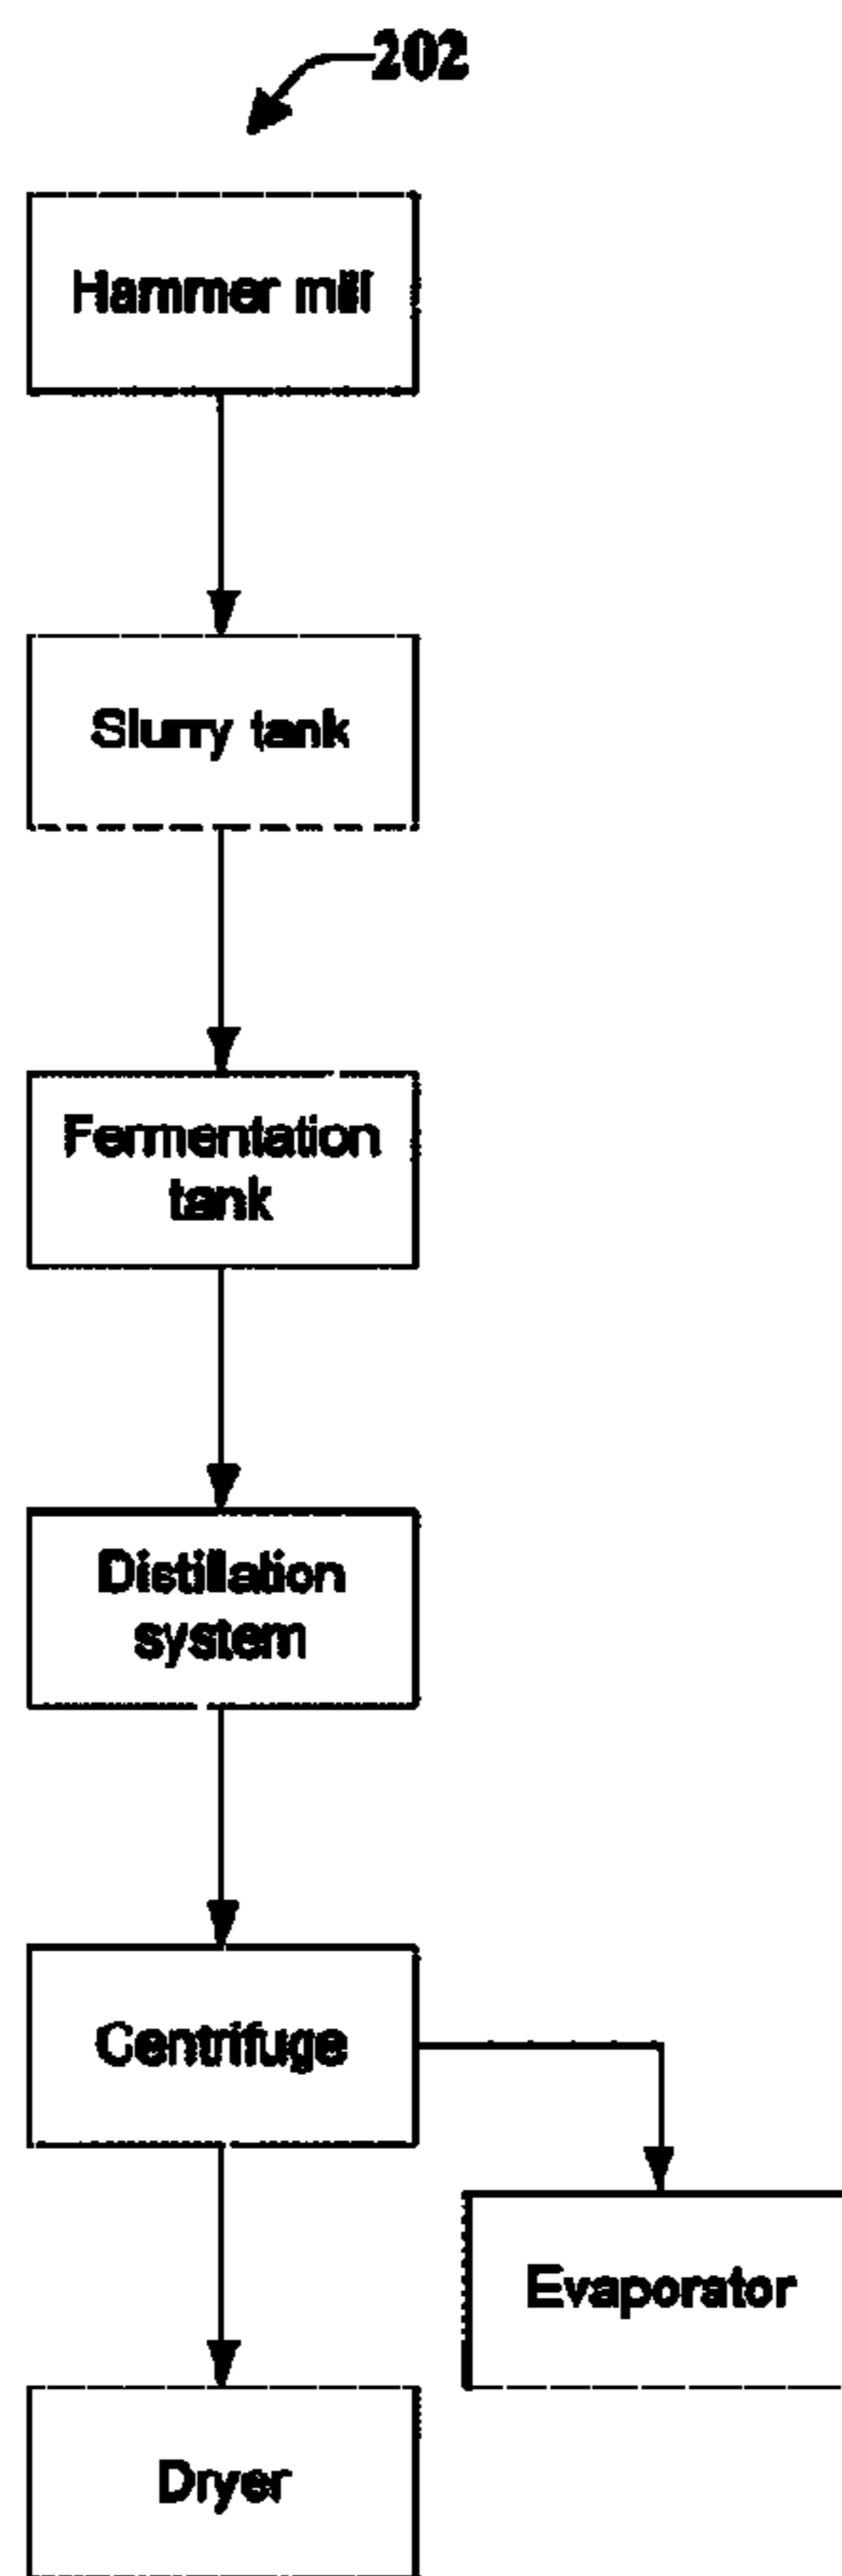 202
Hammer mill
Slurry tank
Fermentation
tank
Distillation
system
Centrifuge
Evaporator
Dryer